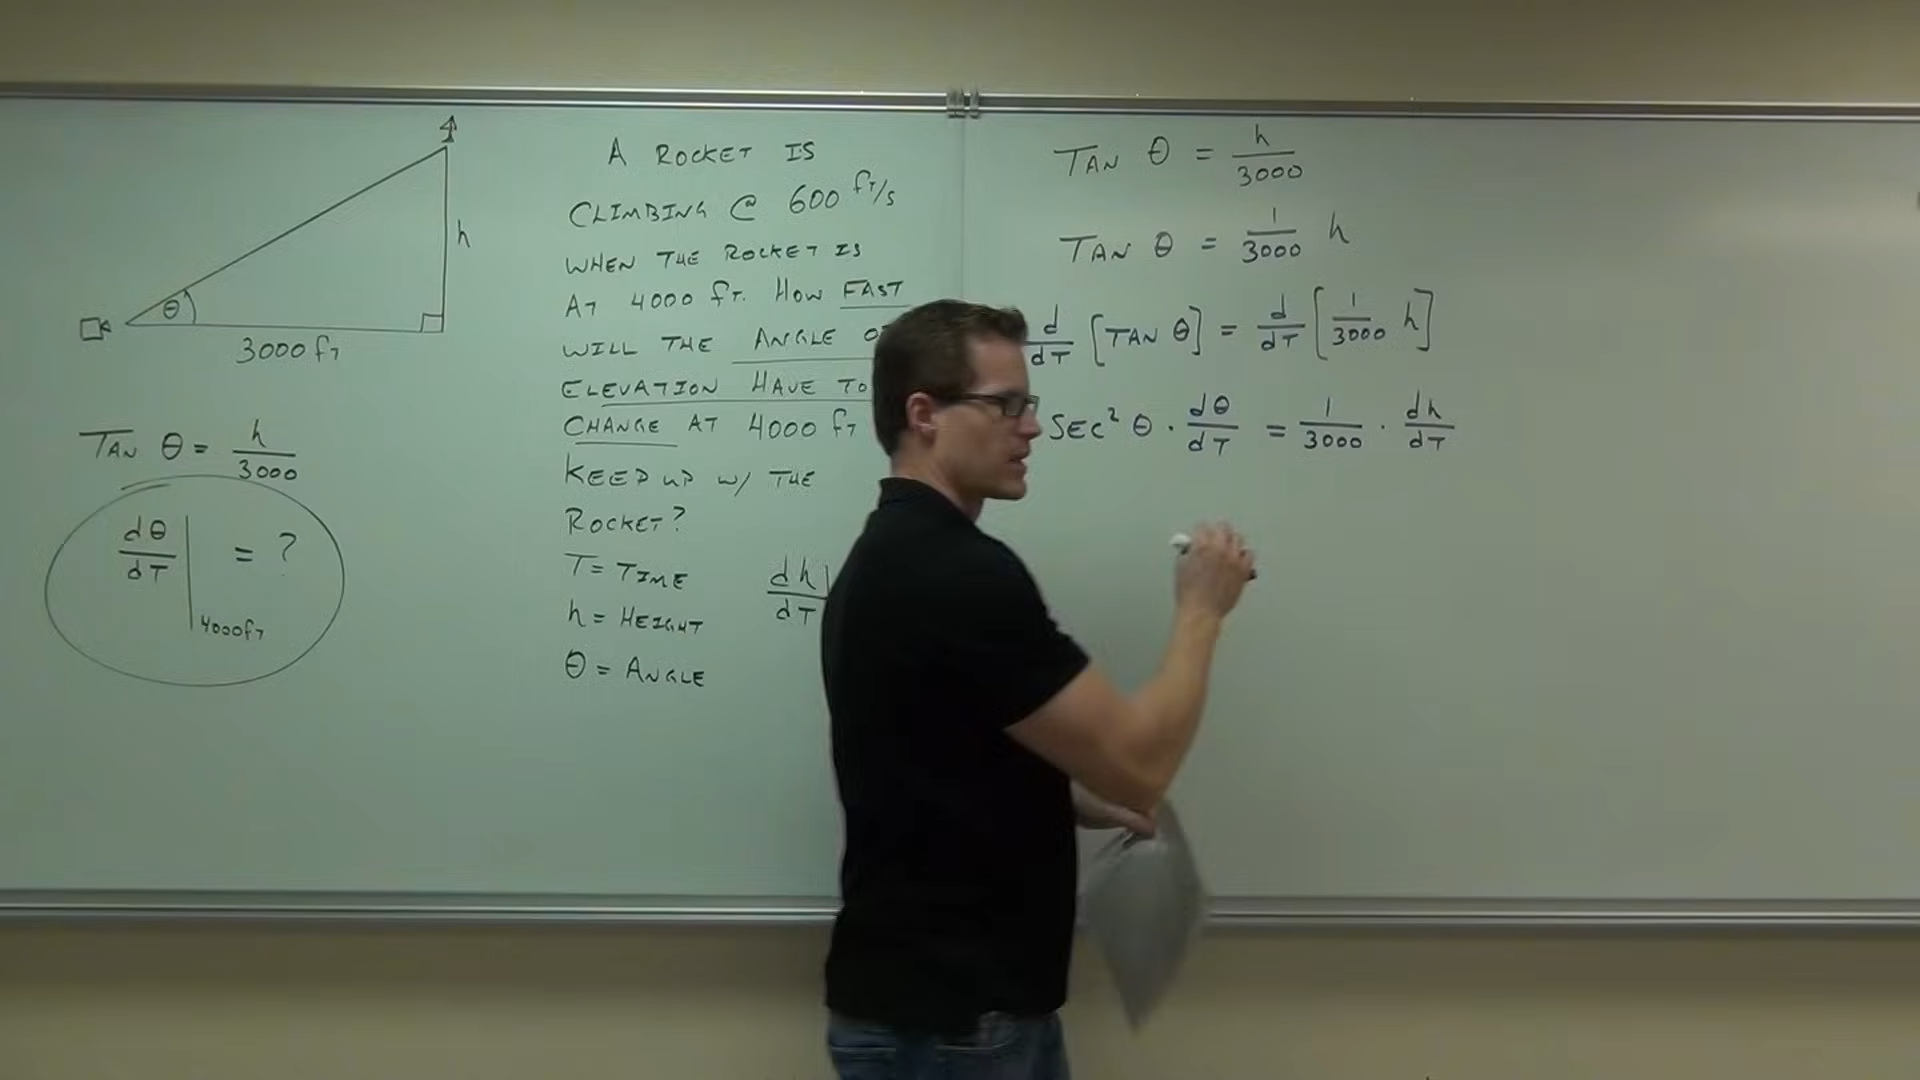 h
θ
3000 fT
TAN θ = h/3000
dθ/dT | 4000fT = ?
A ROCKET IS
CLIMBING @ 600 fT/s
WHEN THE ROCKET IS
AT 4000 fT. HOW FAST
WILL THE ANGLE
ELEVATION HAVE TO
CHANGE AT 4000 fT
KEEP UP W/ THE
ROCKET?
T = TIME
h = HEIGHT
θ = ANGLE
dh/dT |
TAN θ = h/3000
TAN θ = 1/3000 h
d/dT [TAN θ] = d/dT [1/3000 h]
SEC² θ · dθ/dT = 1/3000 · dh/dT